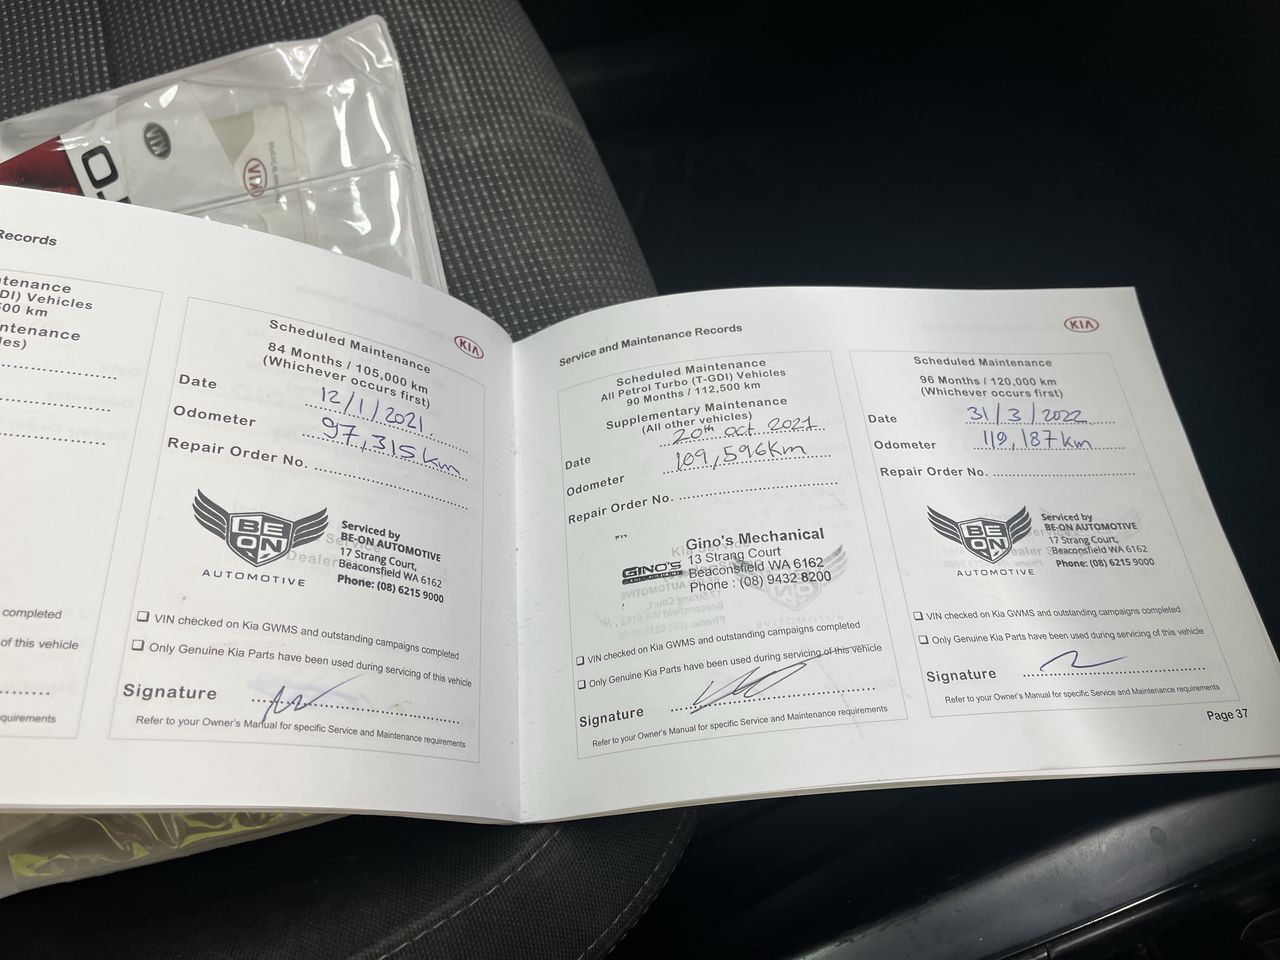 KIA
KIA
Records
tenance
DI) Vehicles
500 km
ntenance
les)
completed
of this vehicle
quirements
KIA
Scheduled Maintenance
84 Months / 105,000 km
(Whichever occurs first)
Date 12/1/2021
Odometer 97,315km
Repair Order No.
BE
ON
AUTOMOTIVE
Serviced by
BE-ON AUTOMOTIVE
17 Strang Court,
Beaconsfield WA 6162
Phone: (08) 6215 9000
VIN checked on Kia GWMS and outstanding campaigns completed
Only Genuine Kia Parts have been used during servicing of this vehicle
Signature
Refer to your Owner's Manual for specific Service and Maintenance requirements
Service and Maintenance Records
Scheduled Maintenance
All Petrol Turbo (T-GDI) Vehicles
90 Months / 112,500 km
Supplementary Maintenance
(All other vehicles)
Date 20th oct 2021
Odometer 109,596km
Repair Order No.
GINO'S
Gino's Mechanical
13 Strang Court
Beaconsfield WA 6162
Phone : (08) 9432 8200
VIN checked on Kia GWMS and outstanding campaigns completed
Only Genuine Kia Parts have been used during servicing of this vehicle
Signature
Refer to your Owner's Manual for specific Service and Maintenance requirements
KIA
Scheduled Maintenance
96 Months / 120,000 km
(Whichever occurs first)
Date 31/3/2022
Odometer 119,187km
Repair Order No.
BE
ON
AUTOMOTIVE
Serviced by
BE-ON AUTOMOTIVE
17 Strang Court,
Beaconsfield WA 6162
Phone: (08) 6215 9000
VIN checked on Kia GWMS and outstanding campaigns completed
Only Genuine Kia Parts have been used during servicing of this vehicle
Signature
Refer to your Owner's Manual for specific Service and Maintenance requirements
Page 37